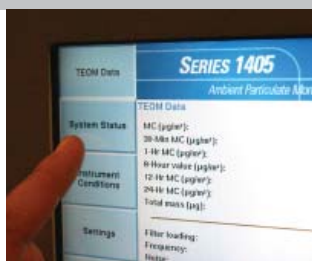 TEOM Data
SERIES 1405
Ambient Particulate Mon
System Status
Instrument
Conditions
Settings
TEOM Data
MC (µg/m³):
30-Min MC (µg/m³):
1-Hr MC (µg/m³):
8-Hour value (µg/m³):
12-Hr MC (µg/m³):
24-Hr MC (µg/m³):
Total mass (µg):
Filter loading:
Frequency:
Noise: